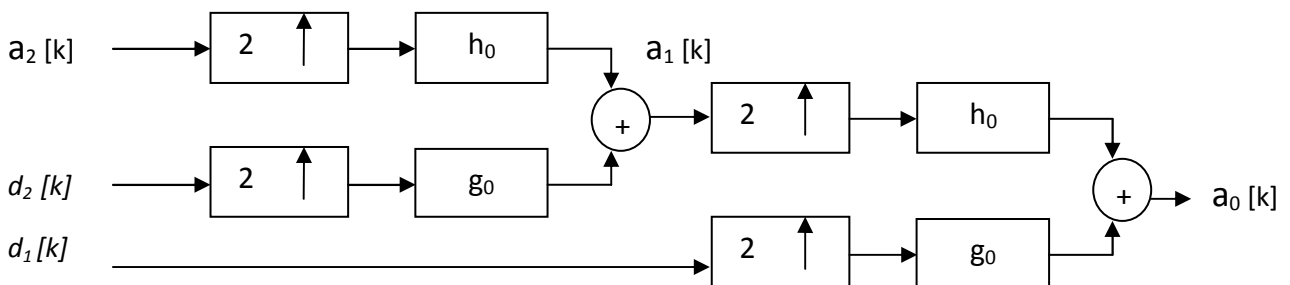 a₂ [k] 2 h₀ a₁ [k]
+ 2 h₀
d₂ [k] 2 g₀
+ a₀ [k]
d₁ [k] 2 g₀